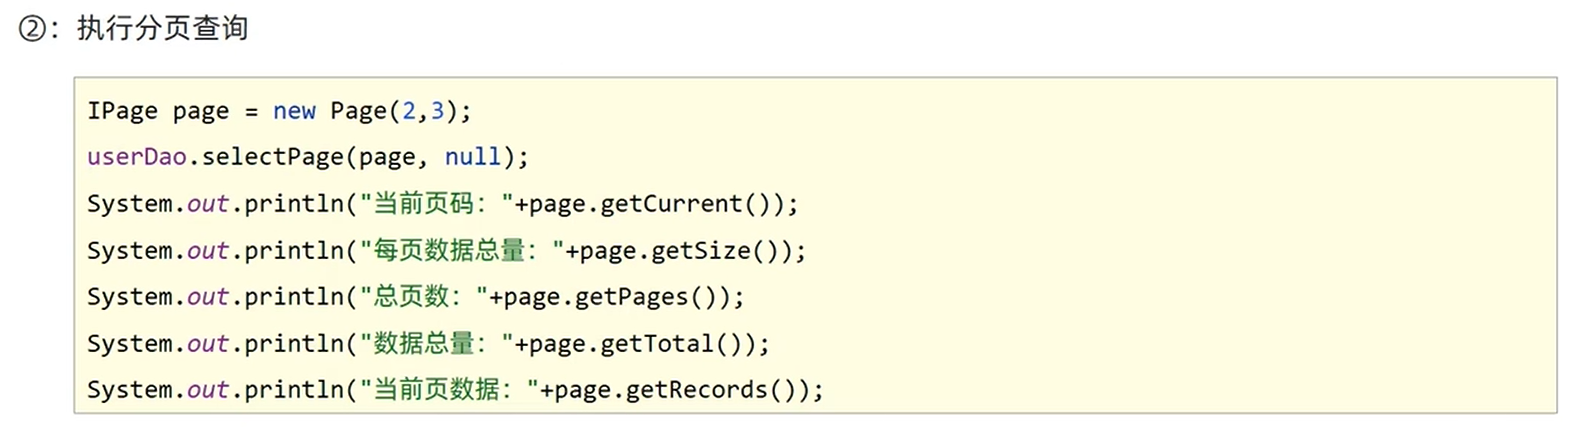 ②：执行分页查询
IPage page = new Page(2,3);
userDao.selectPage(page, null);
System.out.println("当前页码："+page.getCurrent());
System.out.println("每页数据总量："+page.getSize());
System.out.println("总页数："+page.getPages());
System.out.println("数据总量："+page.getTotal());
System.out.println("当前页数据："+page.getRecords());